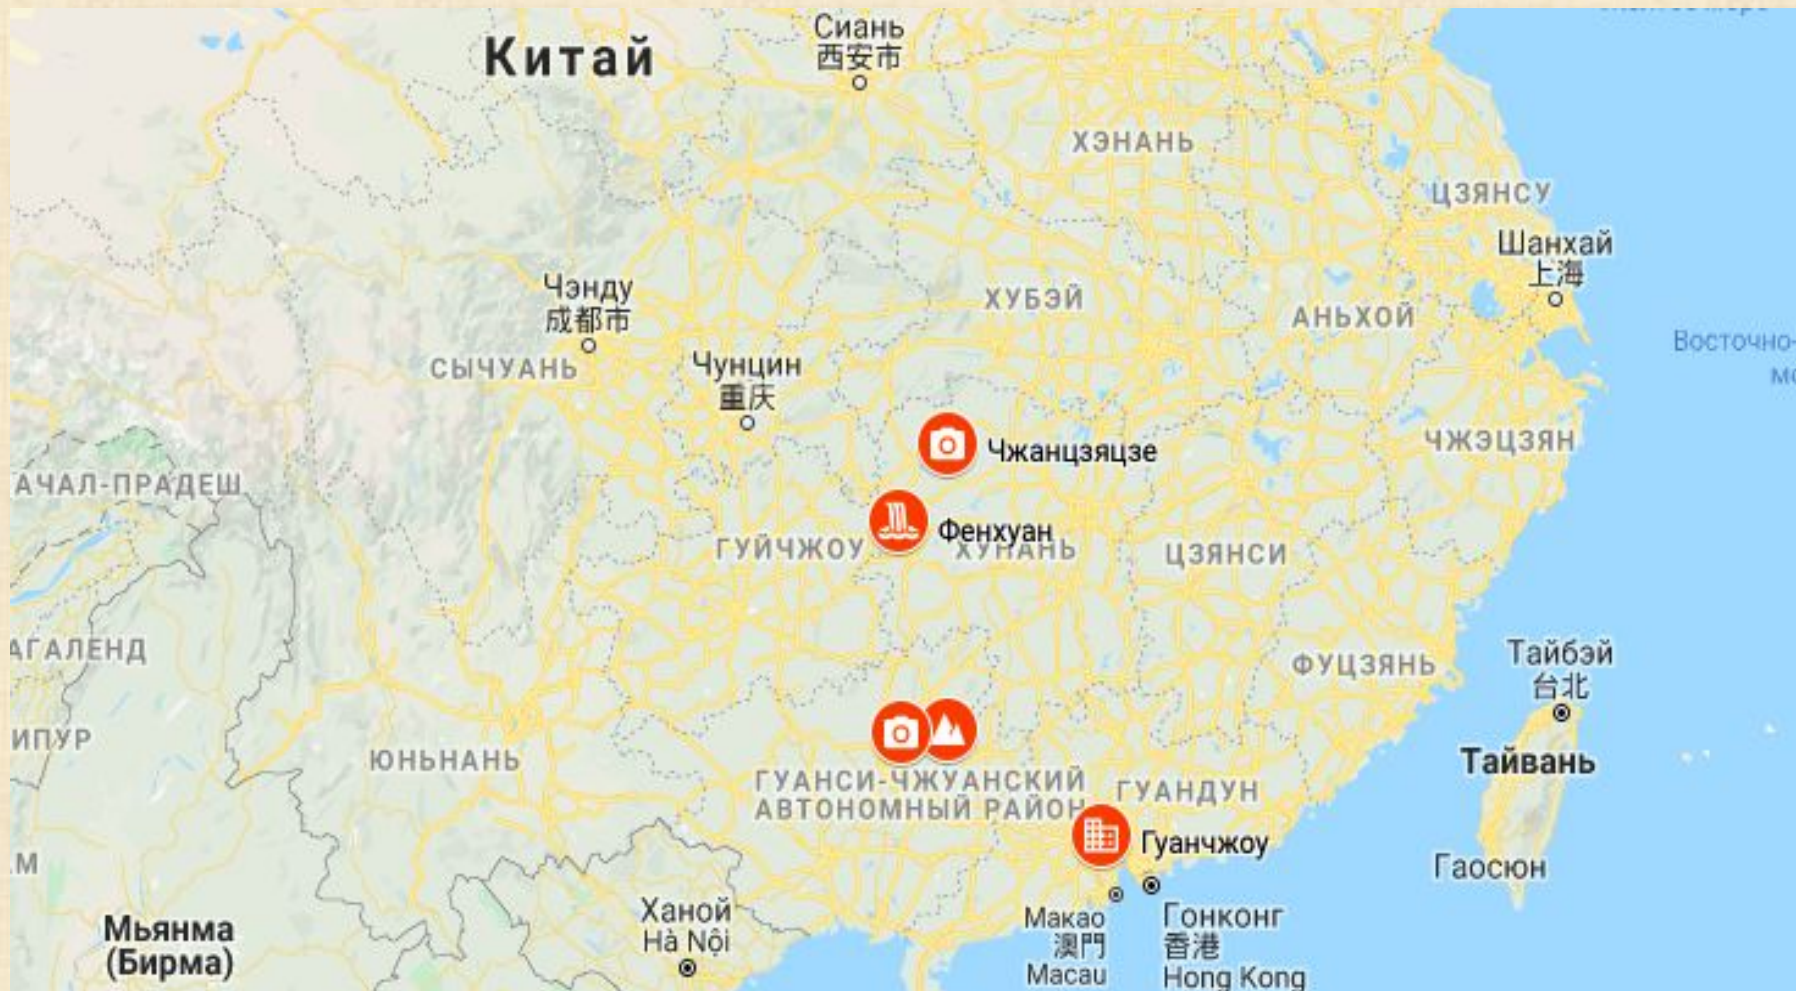 Китай
Сиань
西安市
ХЭНАНЬ
ЦЗЯНСУ
Шанхай
上海
Чэнду
成都市
ХУБЭЙ
АНЬХОЙ
Восточно-
СЫЧУАНЬ
Чунцин
重庆
ЧЖЭЦЗЯН
Чжанцзяцзе
АЧАЛ-ПРАДЕШ
Фенхуан
ГУЙЧЖОУ
ХУНАНЬ
ЦЗЯНСИ
АГАЛЕНД
ФУЦЗЯНЬ
Тайбэй
台北
ИПУР
ЮНЬНАНЬ
Тайвань
ГУАНСИ-ЧЖУАНСКИЙ
АВТОНОМНЫЙ РАЙОН
ГУАНДУН
Гуанчжоу
Гаосюн
Ханой
Hà Nội
Макао
澳門
Macau
Гонконг
香港
Hong Kong
Мьянма
(Бирма)